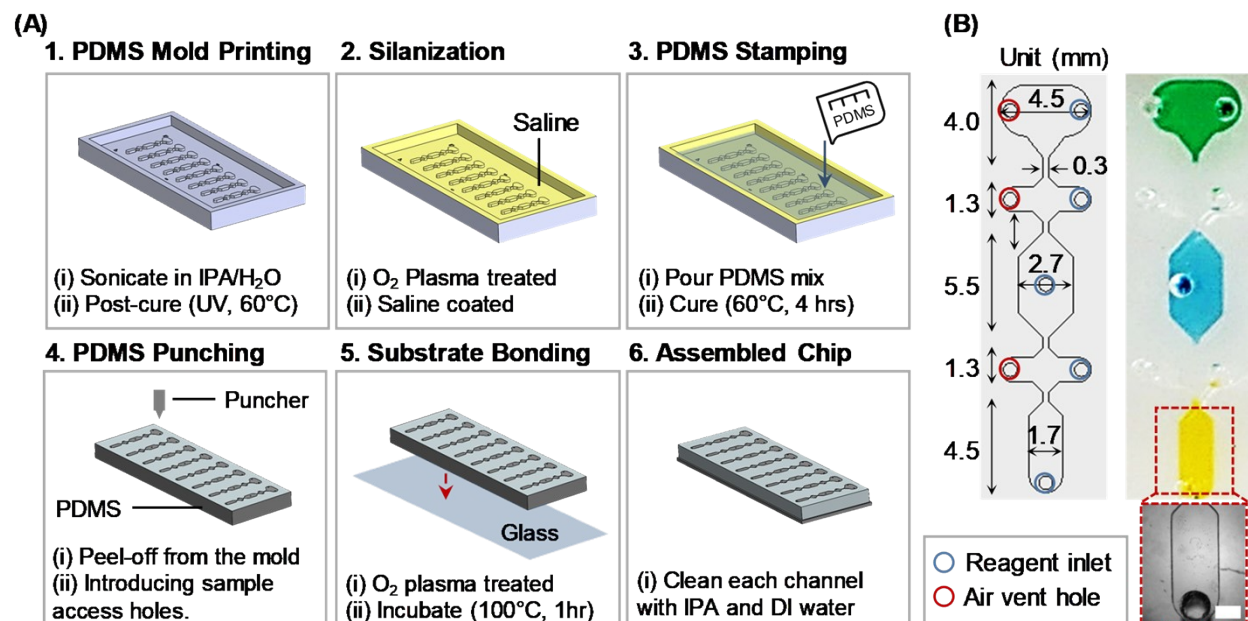 (A)
1. PDMS Mold Printing
(i) Sonicate in IPA/H₂O
(ii) Post-cure (UV, 60°C)
2. Silanization
Saline
(i) O₂ Plasma treated
(ii) Saline coated
3. PDMS Stamping
PDMS
(i) Pour PDMS mix
(ii) Cure (60°C, 4 hrs)
4. PDMS Punching
Puncher
PDMS
(i) Peel-off from the mold
(ii) Introducing sample
access holes.
5. Substrate Bonding
Glass
(i) O₂ plasma treated
(ii) Incubate (100°C, 1hr)
6. Assembled Chip
(i) Clean each channel
with IPA and DI water
(B)
Unit (mm)
4.5
4.0
0.3
1.3
2.7
5.5
1.3
1.7
4.5
Reagent inlet
Air vent hole